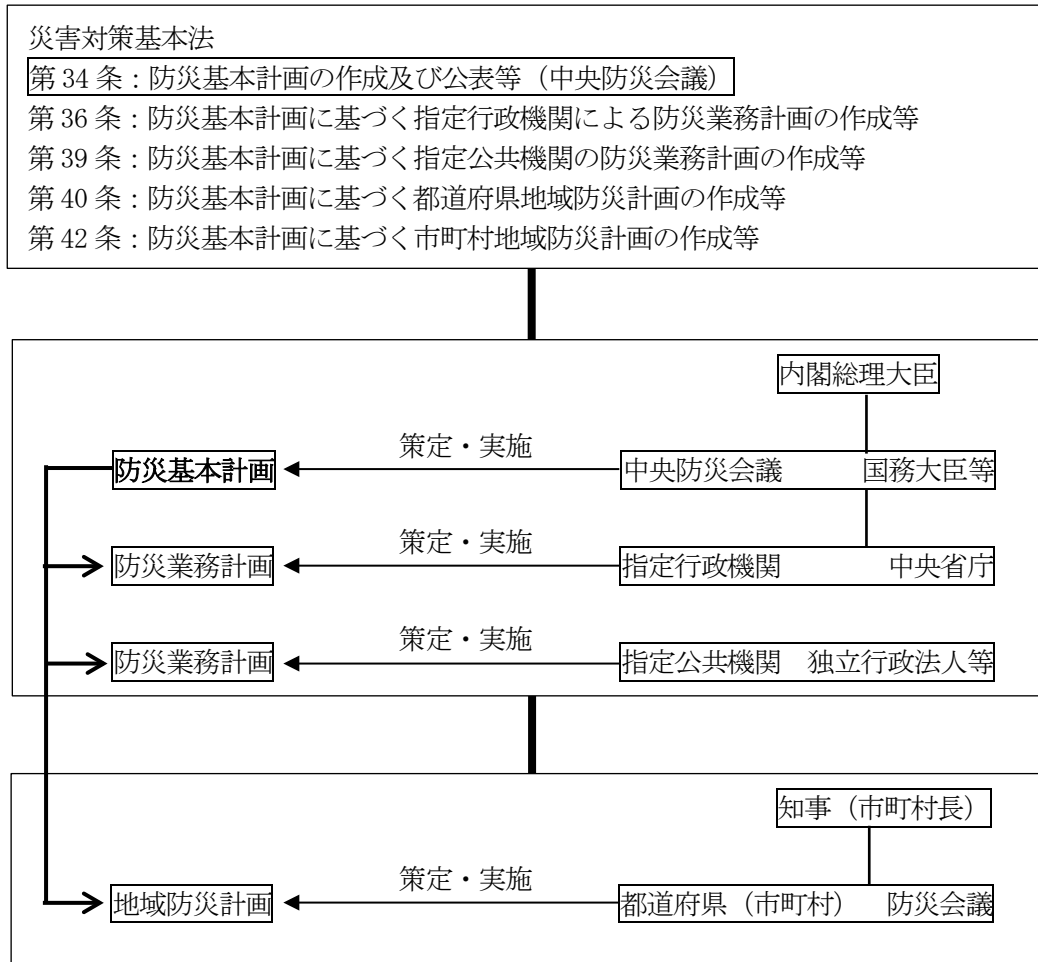 災害対策基本法
第34条：防災基本計画の作成及び公表等（中央防災会議）
第36条：防災基本計画に基づく指定行政機関による防災業務計画の作成等
第39条：防災基本計画に基づく指定公共機関の防災業務計画の作成等
第40条：防災基本計画に基づく都道府県地域防災計画の作成等
第42条：防災基本計画に基づく市町村地域防災計画の作成等
内閣総理大臣
防災基本計画 策定・実施 中央防災会議 国務大臣等
防災業務計画 策定・実施 指定行政機関 中央省庁
防災業務計画 策定・実施 指定公共機関 独立行政法人等
知事（市町村長）
地域防災計画 策定・実施 都道府県（市町村） 防災会議